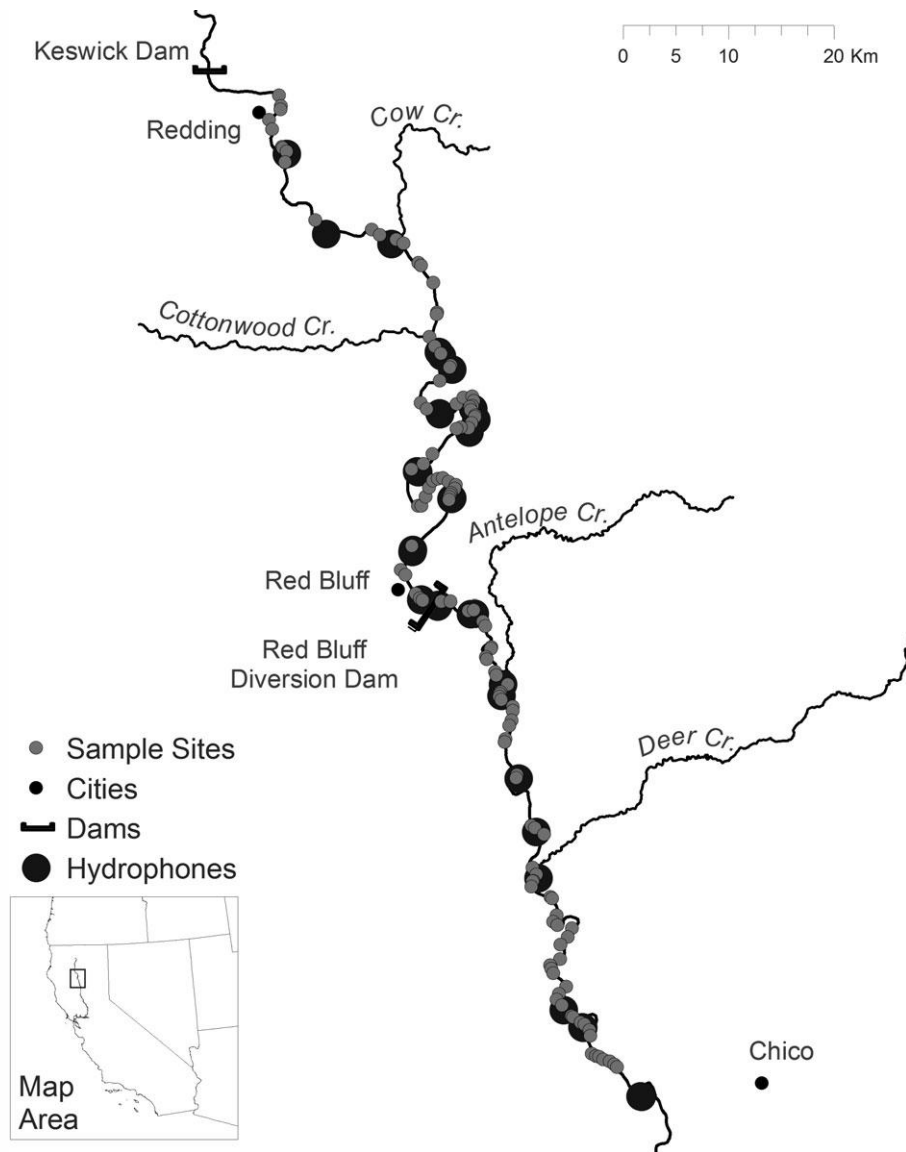 Keswick Dam
0 5 10 20 Km
Redding
Cow Cr.
Cottonwood Cr.
Antelope Cr.
Red Bluff
Red Bluff
Diversion Dam
Deer Cr.
Sample Sites
Cities
Dams
Hydrophones
Map
Area
Chico